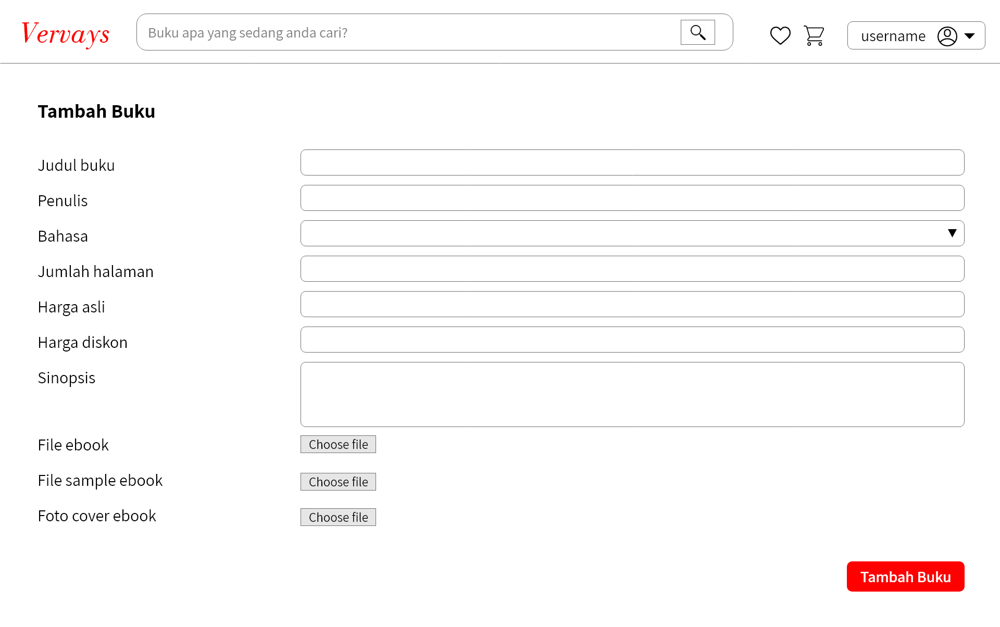 Vervays
Buku apa yang sedang anda cari?
username
Tambah Buku
Judul buku
Penulis
Bahasa
Jumlah halaman
Harga asli
Harga diskon
Sinopsis
File ebook
Choose file
File sample ebook
Choose file
Foto cover ebook
Choose file
Tambah Buku